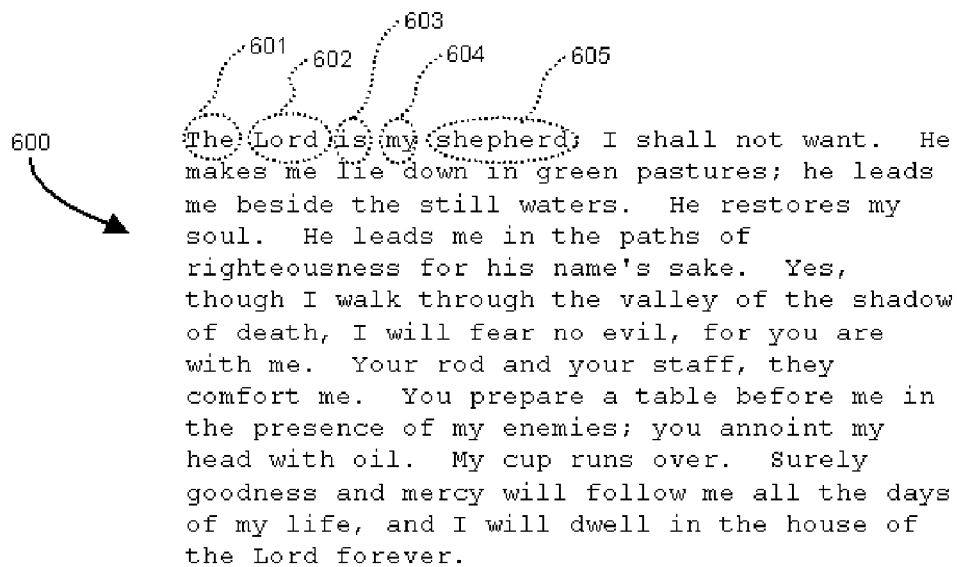 603
601
602
604
605
600
The Lord is my shepherd; I shall not want.  He
makes me lie down in green pastures; he leads
me beside the still waters.  He restores my
soul.  He leads me in the paths of
righteousness for his name's sake.  Yes,
though I walk through the valley of the shadow
of death, I will fear no evil, for you are
with me.  Your rod and your staff, they
comfort me.  You prepare a table before me in
the presence of my enemies; you annoint my
head with oil.  My cup runs over.  Surely
goodness and mercy will follow me all the days
of my life, and I will dwell in the house of
the Lord forever.